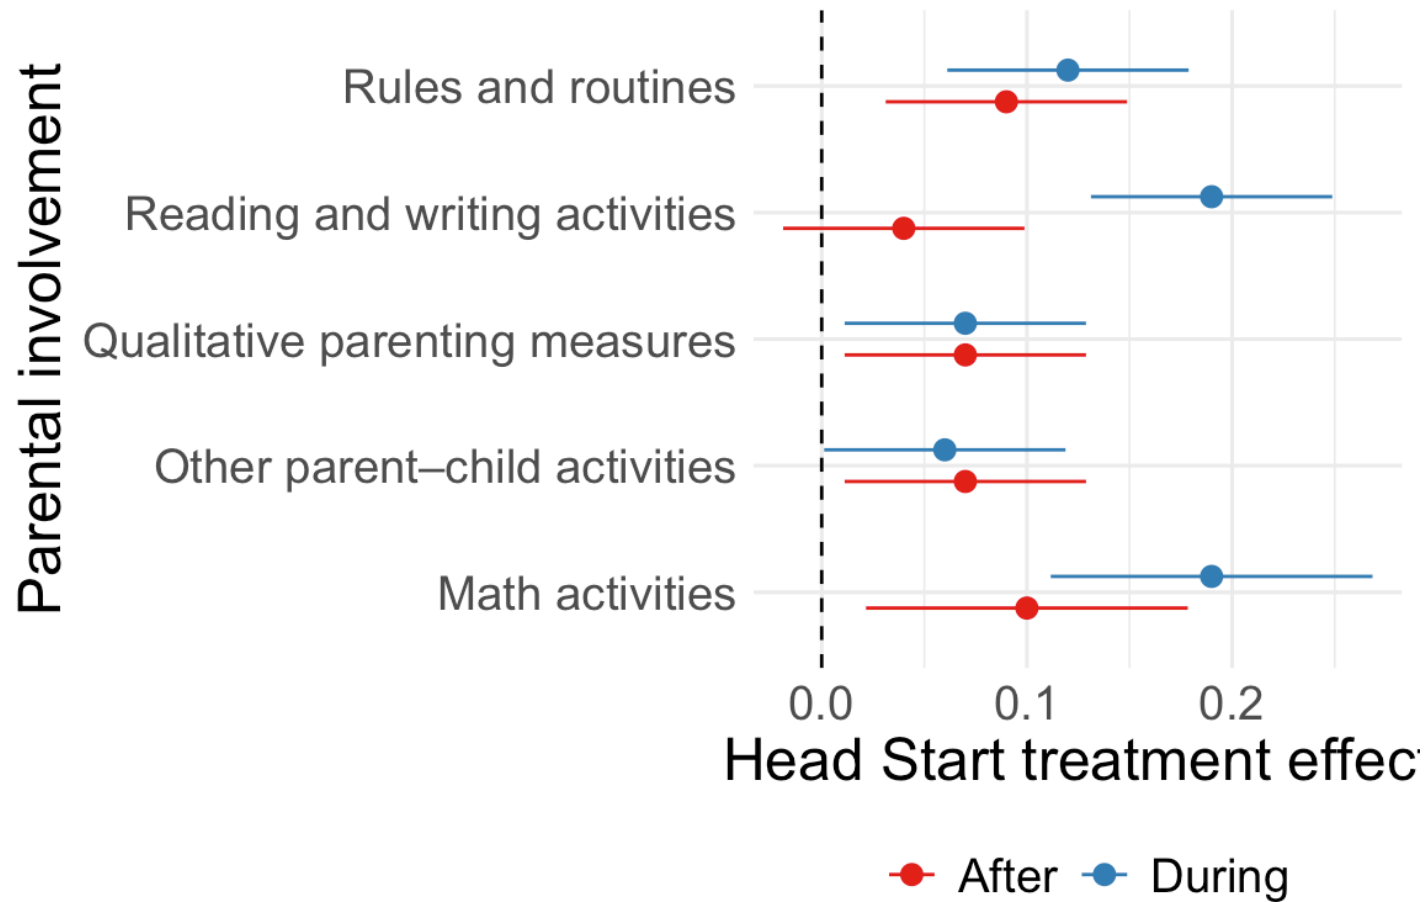 Parental involvement
Rules and routines
Reading and writing activities
Qualitative parenting measures
Other parent–child activities
Math activities
0.0 0.1 0.2
Head Start treatment effect
After During